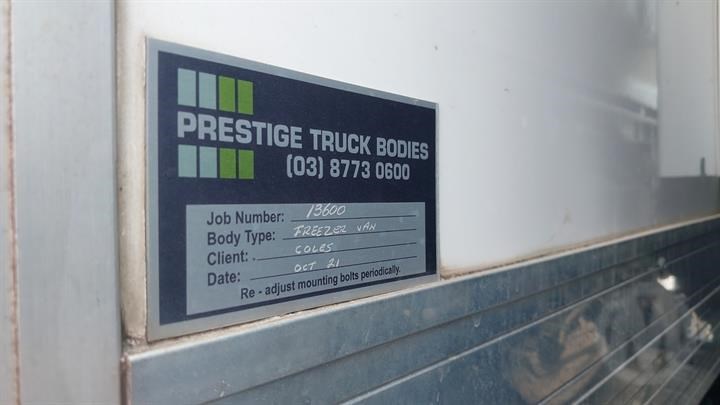 PRESTIGE TRUCK BODIES
(03) 8773 0600
Job Number: 13600
Body Type: FREEZER VAN
Client: COLES
Date: OCT 21
Re - adjust mounting bolts periodically.